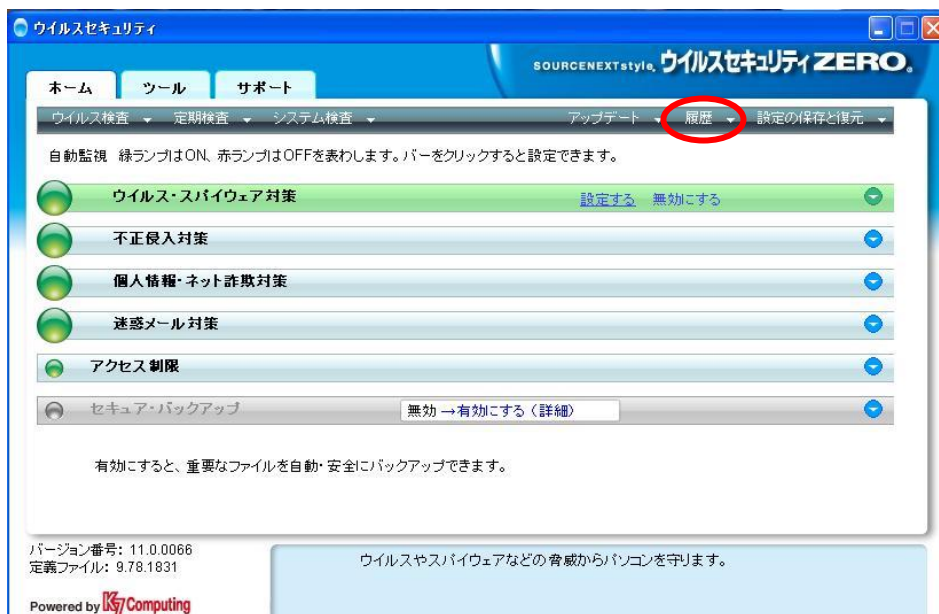 ウイルスセキュリティ
SOURCENEXTstyle. ウイルスセキュリティ ZERO.
ホーム ツール サポート
ウイルス検査 定期検査 システム検査 アップデート 履歴 設定の保存と復元
自動監視 緑ランプはON、赤ランプはOFFを表わします。バーをクリックすると設定できます。
ウイルス・スパイウェア対策 設定する 無効にする
不正侵入対策
個人情報・ネット詐欺対策
迷惑メール対策
アクセス制限
セキュア・バックアップ 無効→有効にする（詳細）
有効にすると、重要なファイルを自動・安全にバックアップできます。
バージョン番号: 11.0.0066
定義ファイル: 9.78.1831
ウイルスやスパイウェアなどの脅威からパソコンを守ります。
Powered by K7 Computing